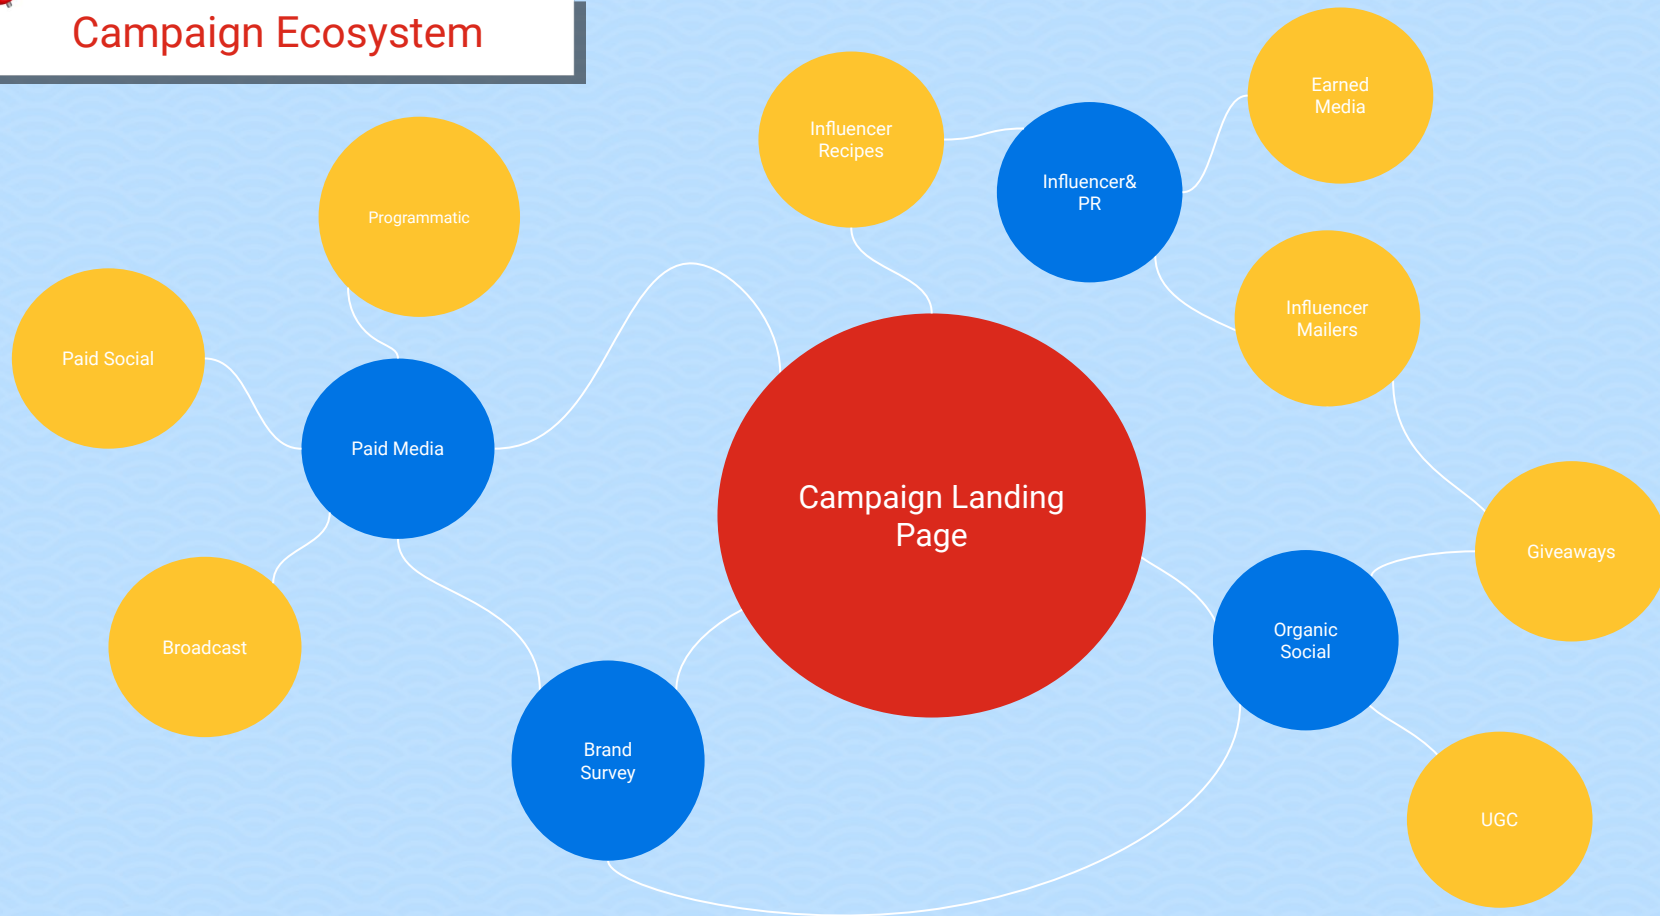 Campaign Ecosystem
Earned
Media
Influencer
Recipes
Influencer&
PR
Programmatic
Influencer
Mailers
Paid Social
Paid Media
Campaign Landing
Page
Giveaways
Organic
Social
Broadcast
Brand
Survey
UGC